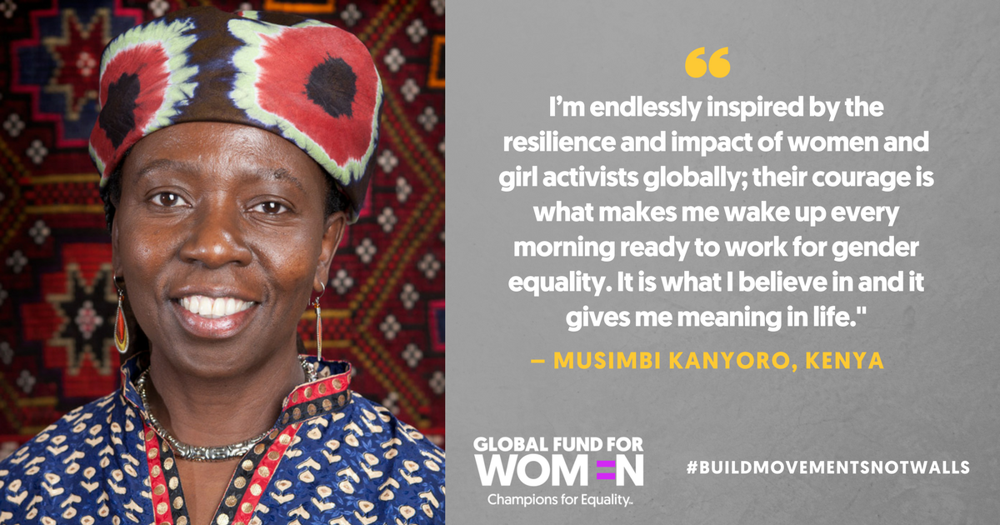 “
I’m endlessly inspired by the
resilience and impact of women and
girl activists globally; their courage is
what makes me wake up every
morning ready to work for gender
equality. It is what I believe in and it
gives me meaning in life."
– MUSIMBI KANYORO, KENYA
GLOBAL FUND FOR
WOMEN
Champions for Equality™
#BUILDMOVEMENTSNOTWALLS